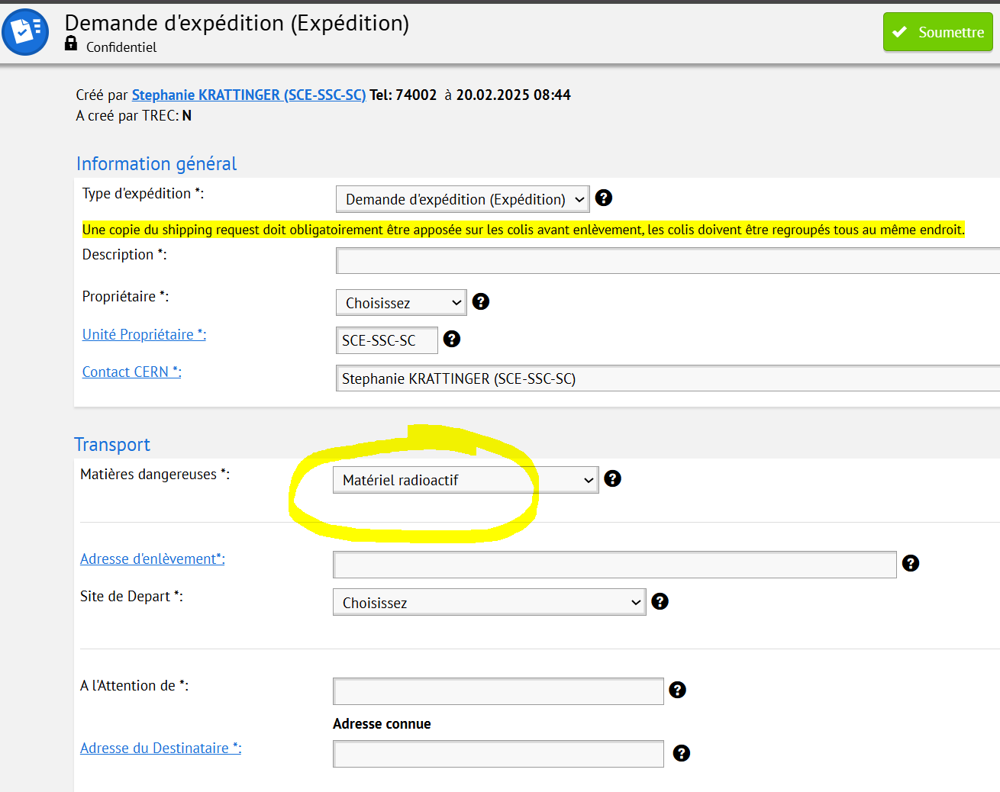 Demande d'expédition (Expédition)
Confidentiel
Soumettre
Créé par Stephanie KRATTINGER (SCE-SSC-SC) Tel: 74002 à 20.02.2025 08:44
A creé par TREC: N
Information général
Type d'expédition *:
Demande d'expédition (Expédition)
Une copie du shipping request doit obligatoirement être apposée sur les colis avant enlèvement, les colis doivent être regroupés tous au même endroit.
Description *:
Propriétaire *:
Choisissez
Unité Propriétaire *:
SCE-SSC-SC
Contact CERN *:
Stephanie KRATTINGER (SCE-SSC-SC)
Transport
Matières dangereuses *:
Matériel radioactif
Adresse d'enlèvement*:
Site de Depart *:
Choisissez
A l'Attention de *:
Adresse connue
Adresse du Destinataire *: